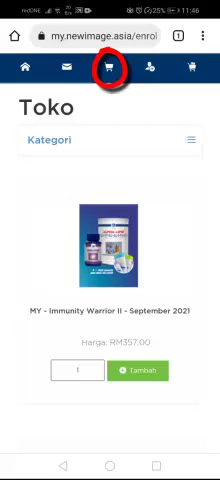 redONE
25%
11:46
my.newimage.asia/enrol
1
Toko
Kategori
MY - Immunity Warrior II - September 2021
Harga: RM357.00
1
Tambah